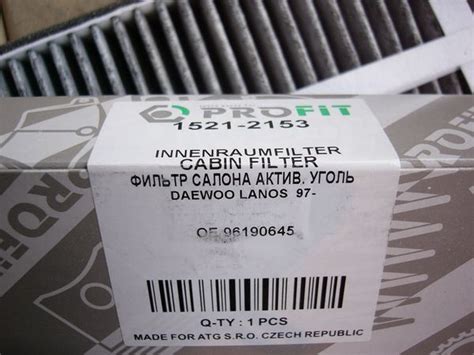 PROFIT
1521-2153
INNENRAUMFILTER
CABIN FILTER
ФИЛЬТР САЛОНА АКТИВ. УГОЛЬ
DAEWOO LANOS 97-
OE 96190645
Q-TY : 1 PCS
MADE FOR ATG S.R.O. CZECH REPUBLIC